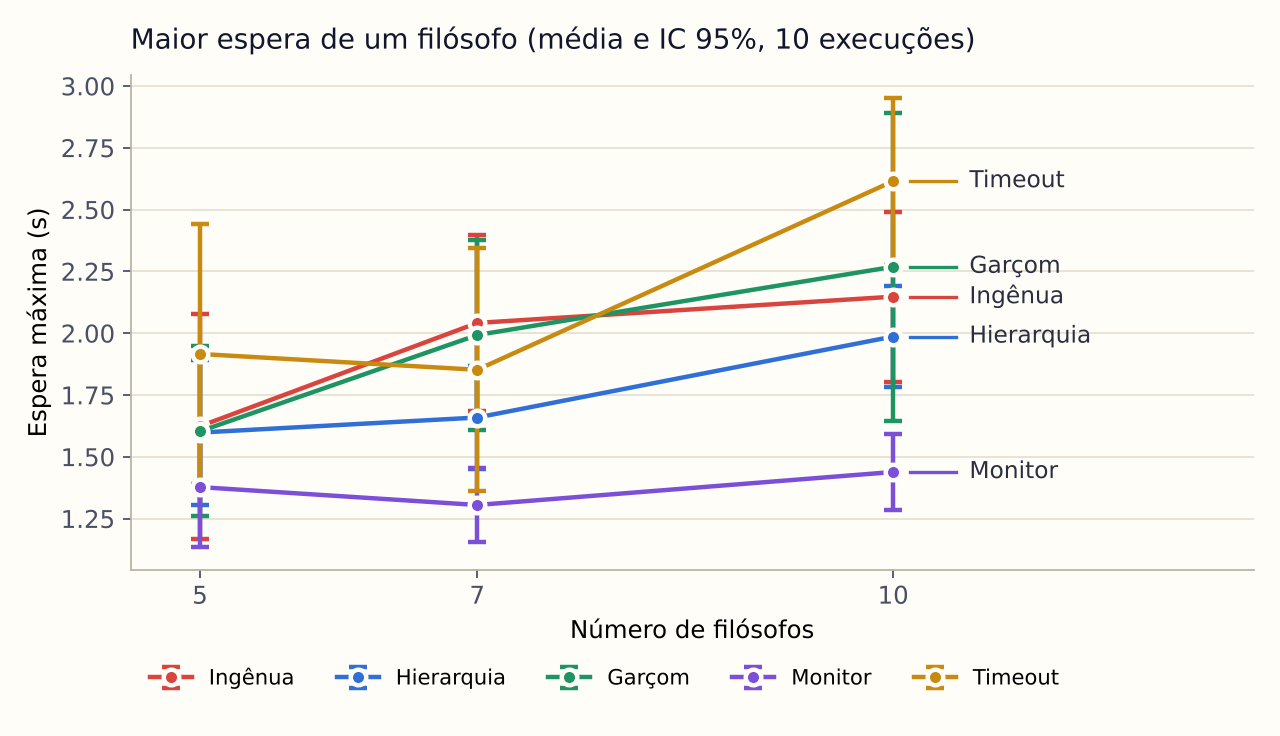 Maior espera de um filósofo (média e IC 95%, 10 execuções)
Espera máxima (s)
3.00
2.75
2.50
2.25
2.00
1.75
1.50
1.25
Timeout
Garçom
Ingênua
Hierarquia
Monitor
5 7 10
Número de filósofos
Ingênua Hierarquia Garçom Monitor Timeout